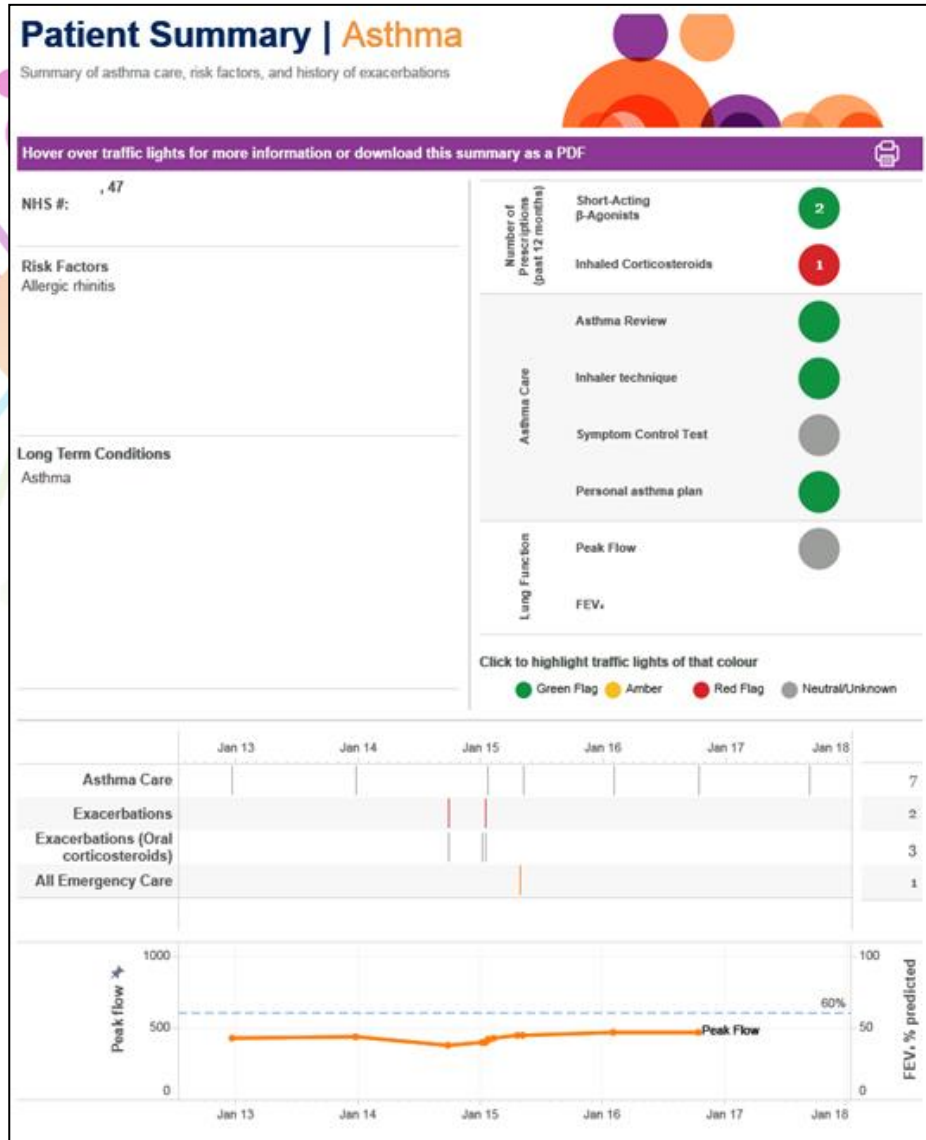 Patient Summary | Asthma
Summary of asthma care, risk factors, and history of exacerbations
Hover over traffic lights for more information or download this summary as a PDF
, 47
NHS #:
Risk Factors
Allergic rhinitis
Long Term Conditions
Asthma
Number of
Prescriptions
(past 12 months)
Short-Acting
β-Agonists
2
Inhaled Corticosteroids
1
Asthma Care
Asthma Review
Inhaler technique
Symptom Control Test
Personal asthma plan
Lung Function
Peak Flow
FEV₁
Click to highlight traffic lights of that colour
Green Flag Amber Red Flag Neutral/Unknown
Jan 13 Jan 14 Jan 15 Jan 16 Jan 17 Jan 18
Asthma Care 7
Exacerbations 2
Exacerbations (Oral
corticosteroids) 3
All Emergency Care 1
Peak flow
1000
500
0
60%
Peak Flow
100
50
0
FEV₁ % predicted
Jan 13 Jan 14 Jan 15 Jan 16 Jan 17 Jan 18